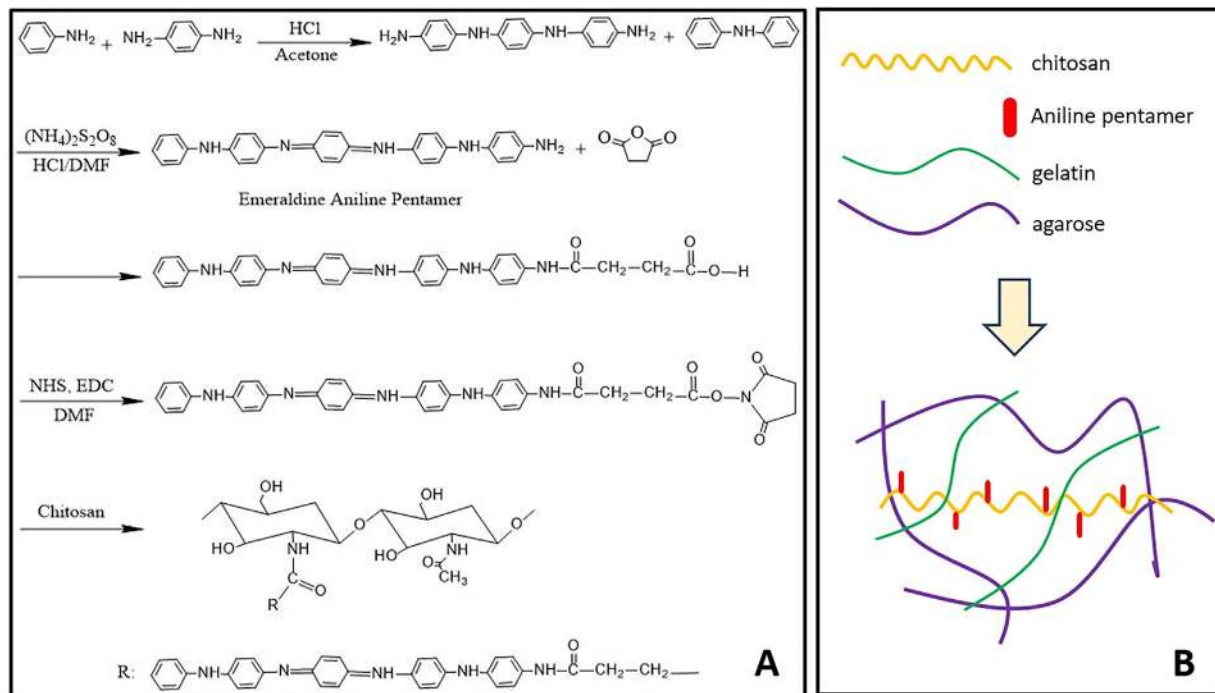 NH₂ + NH₂ NH₂ HCl Acetone H₂N NH NH NH₂ + NH
(NH₄)₂S₂O₈ HCl/DMF NH N NH NH NH₂ + O O O
Emeraldine Aniline Pentamer
NH N NH NH NH C O CH₂ CH₂ C O O H
NHS, EDC DMF NH N NH NH NH C O CH₂ CH₂ C O O N O O
Chitosan
OH OH
O O O
HO NH HO NH
C O O C CH₃
R
R: NH N NH NH NH C O CH₂ CH₂
A
chitosan
Aniline pentamer
gelatin
agarose
B